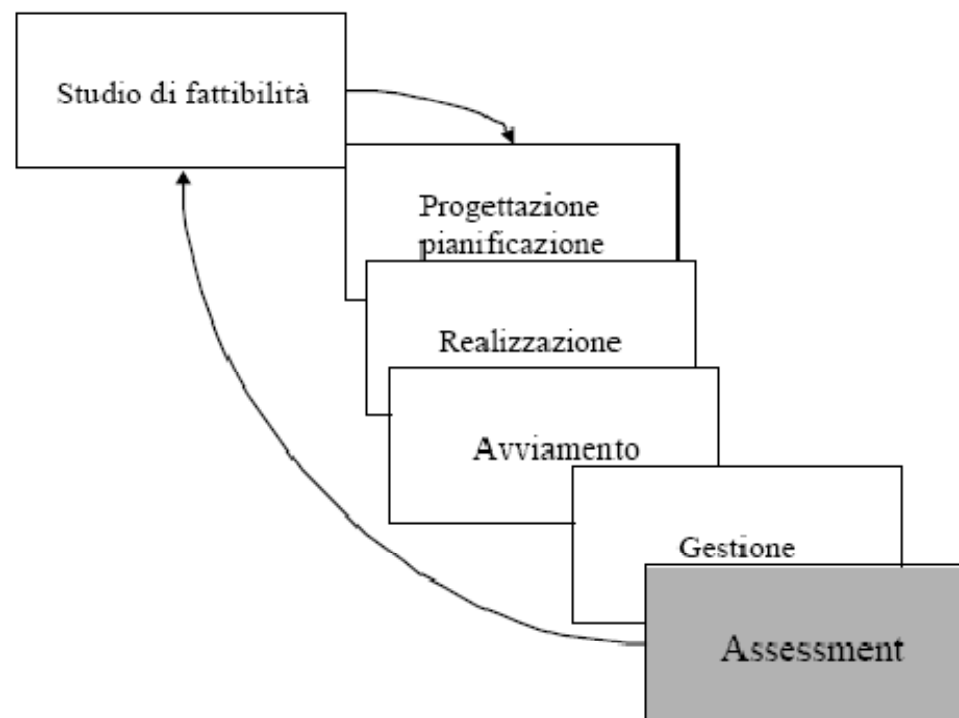 Studio di fattibilità
Progettazione
pianificazione
Realizzazione
Avviamento
Gestione
Assessment